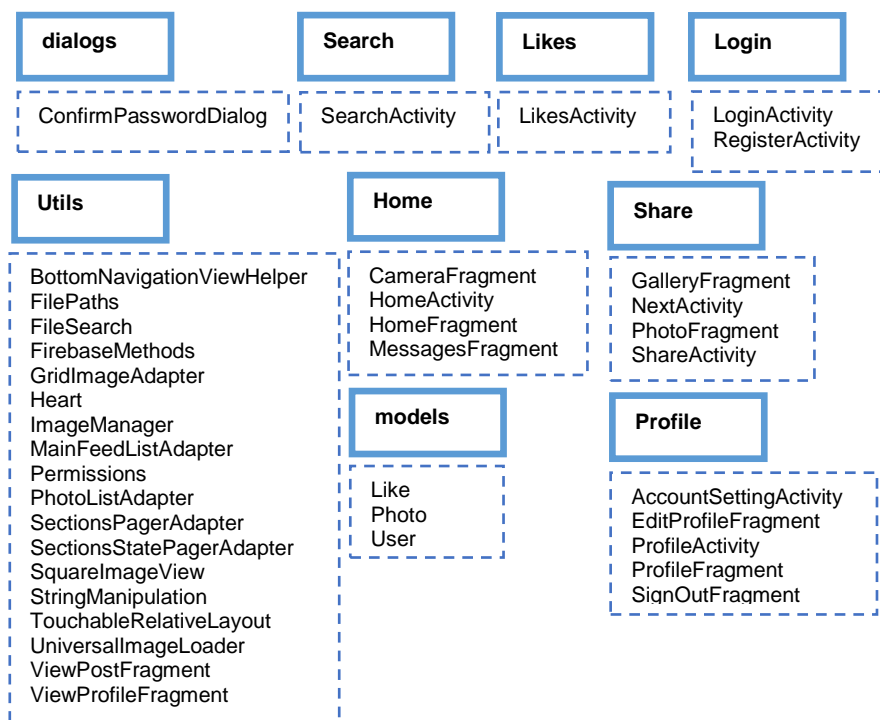 dialogs
ConfirmPasswordDialog
Search
SearchActivity
Likes
LikesActivity
Login
LoginActivity
RegisterActivity
Utils
BottomNavigationViewHelper
FilePaths
FileSearch
FirebaseMethods
GridImageAdapter
Heart
ImageManager
MainFeedListAdapter
Permissions
PhotoListAdapter
SectionsPagerAdapter
SectionsStatePagerAdapter
SquareImageView
StringManipulation
TouchableRelativeLayout
UniversalImageLoader
ViewPostFragment
ViewProfileFragment
Home
CameraFragment
HomeActivity
HomeFragment
MessagesFragment
models
Like
Photo
User
Share
GalleryFragment
NextActivity
PhotoFragment
ShareActivity
Profile
AccountSettingActivity
EditProfileFragment
ProfileActivity
ProfileFragment
SignOutFragment